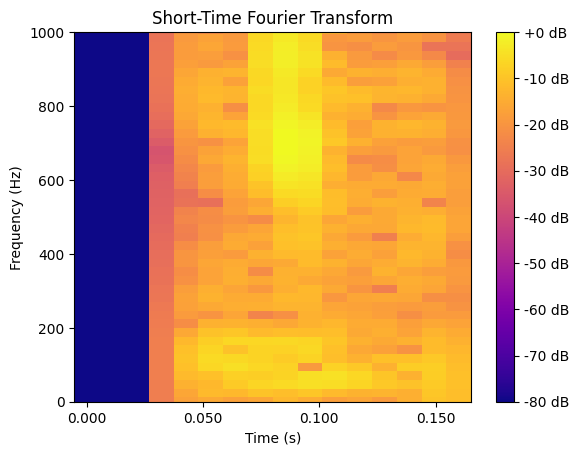 Short-Time Fourier Transform
Frequency (Hz)
1000
800
600
400
200
0
0.000
0.050
0.100
0.150
Time (s)
+0 dB
-10 dB
-20 dB
-30 dB
-40 dB
-50 dB
-60 dB
-70 dB
-80 dB